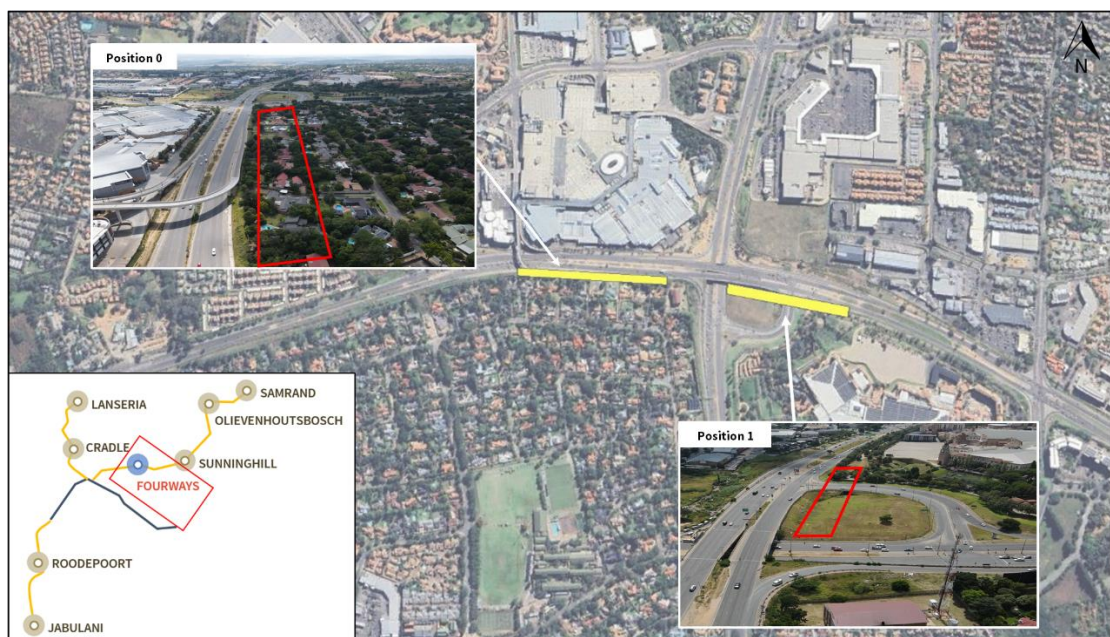 Position 0
N
LANSERIA
SAMRAND
OLIEVENHOUTSBOSCH
CRADLE
SUNNINGHILL
FOURWAYS
ROODEPOORT
JABULANI
Position 1